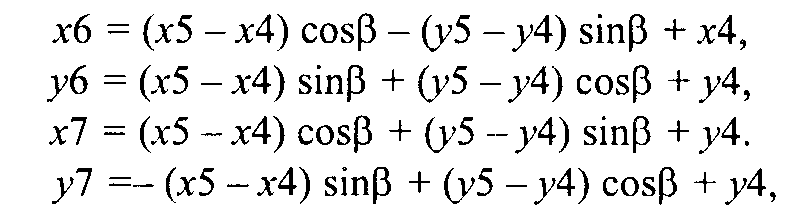 x6 = (x5 – x4) cosβ – (y5 – y4) sinβ + x4,
y6 = (x5 – x4) sinβ + (y5 – y4) cosβ + y4,
x7 = (x5 – x4) cosβ + (y5 – y4) sinβ + y4.
y7 =– (x5 – x4) sinβ + (y5 – y4) cosβ + y4,